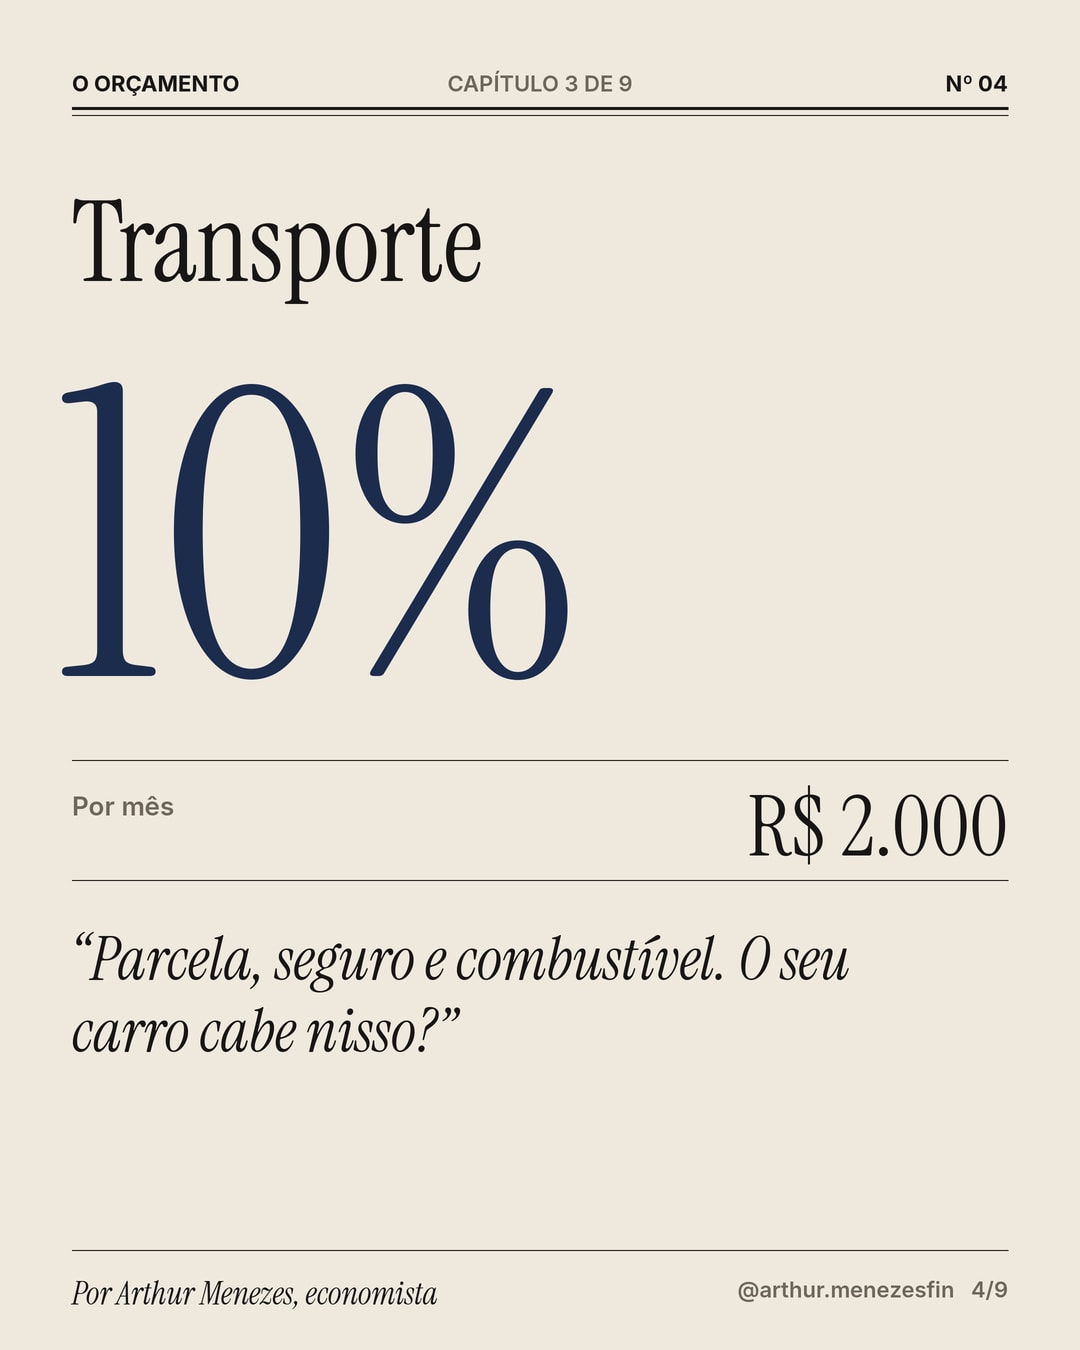 O ORÇAMENTO
CAPÍTULO 3 DE 9
Nº 04
Transporte
10%
Por mês
R$ 2.000
“Parcela, seguro e combustível. O seu
carro cabe nisso?”
Por Arthur Menezes, economista
@arthur.menezesfin 4/9